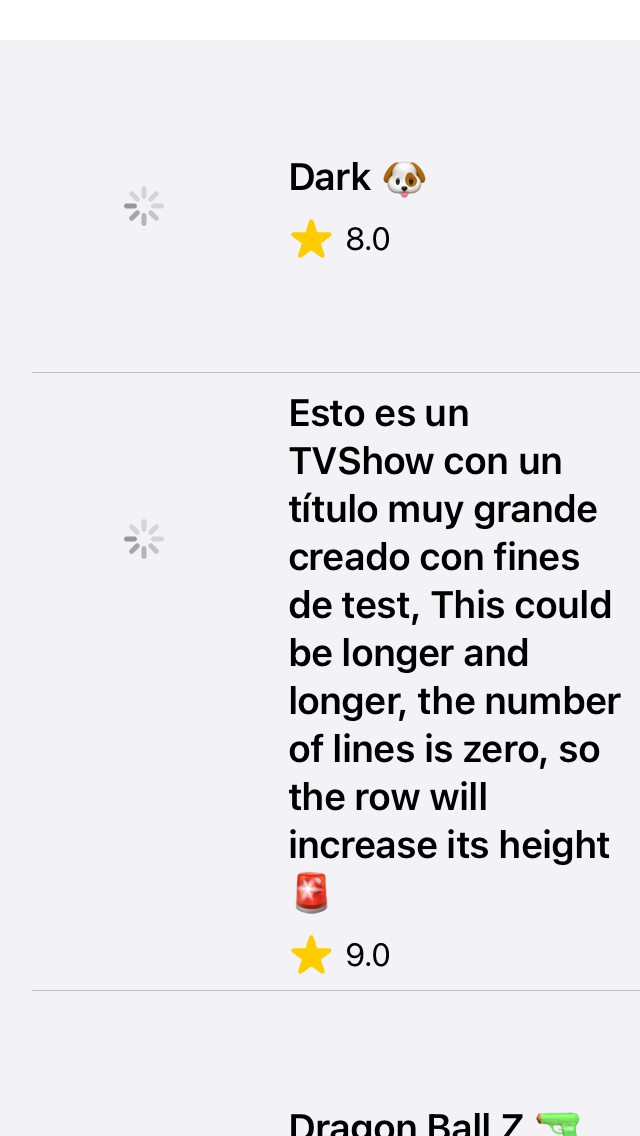 Dark 🐶
8.0
Esto es un
TVShow con un
título muy grande
creado con fines
de test, This could
be longer and
longer, the number
of lines is zero, so
the row will
increase its height
🚨
9.0
Dragon Ball Z 🔫